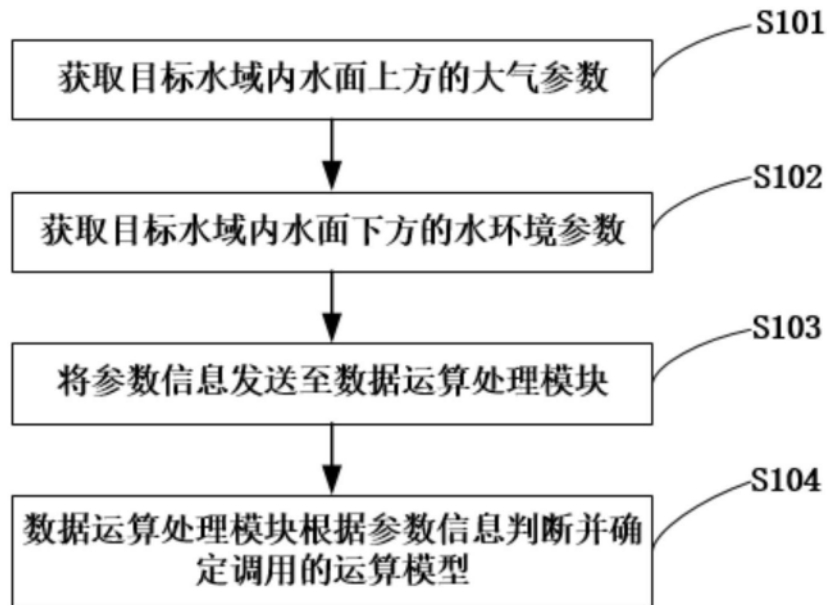 S101
获取目标水域内水面上方的大气参数
S102
获取目标水域内水面下方的水环境参数
S103
将参数信息发送至数据运算处理模块
S104
数据运算处理模块根据参数信息判断并确
定调用的运算模型